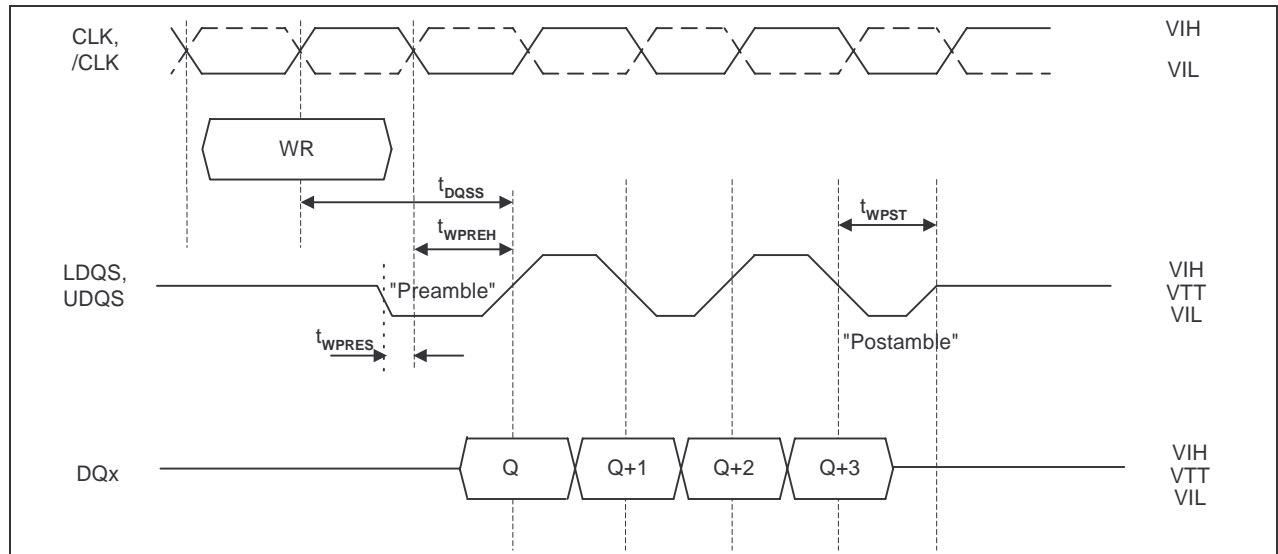 CLK,
/CLK
VIH
VIL
WR
tDQSS
tWPREH
tWPST
LDQS,
UDQS
"Preamble"
VIH
VTT
VIL
tWPRES
"Postamble"
DQx
Q
Q+1
Q+2
Q+3
VIH
VTT
VIL